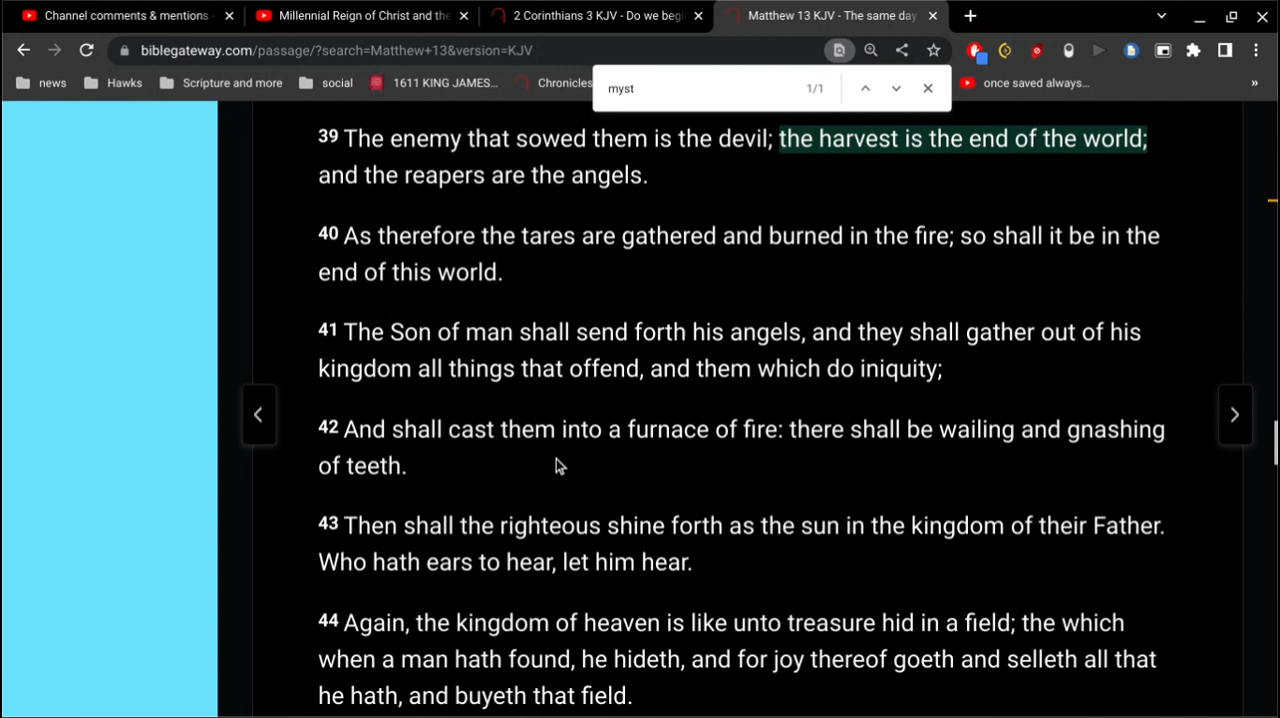 Channel comments & mentions -
Millennial Reign of Christ and the
2 Corinthians 3 KJV - Do we begi
Matthew 13 KJV - The same day
biblegateway.com/passage/?search=Matthew+13&version=KJV
news
Hawks
Scripture and more
social
1611 KING JAMES...
Chronicles
myst
1/1
once saved always...
»
39 The enemy that sowed them is the devil; the harvest is the end of the world;
and the reapers are the angels.
40 As therefore the tares are gathered and burned in the fire; so shall it be in the
end of this world.
41 The Son of man shall send forth his angels, and they shall gather out of his
kingdom all things that offend, and them which do iniquity;
42 And shall cast them into a furnace of fire: there shall be wailing and gnashing
of teeth.
43 Then shall the righteous shine forth as the sun in the kingdom of their Father.
Who hath ears to hear, let him hear.
44 Again, the kingdom of heaven is like unto treasure hid in a field; the which
when a man hath found, he hideth, and for joy thereof goeth and selleth all that
he hath, and buyeth that field.